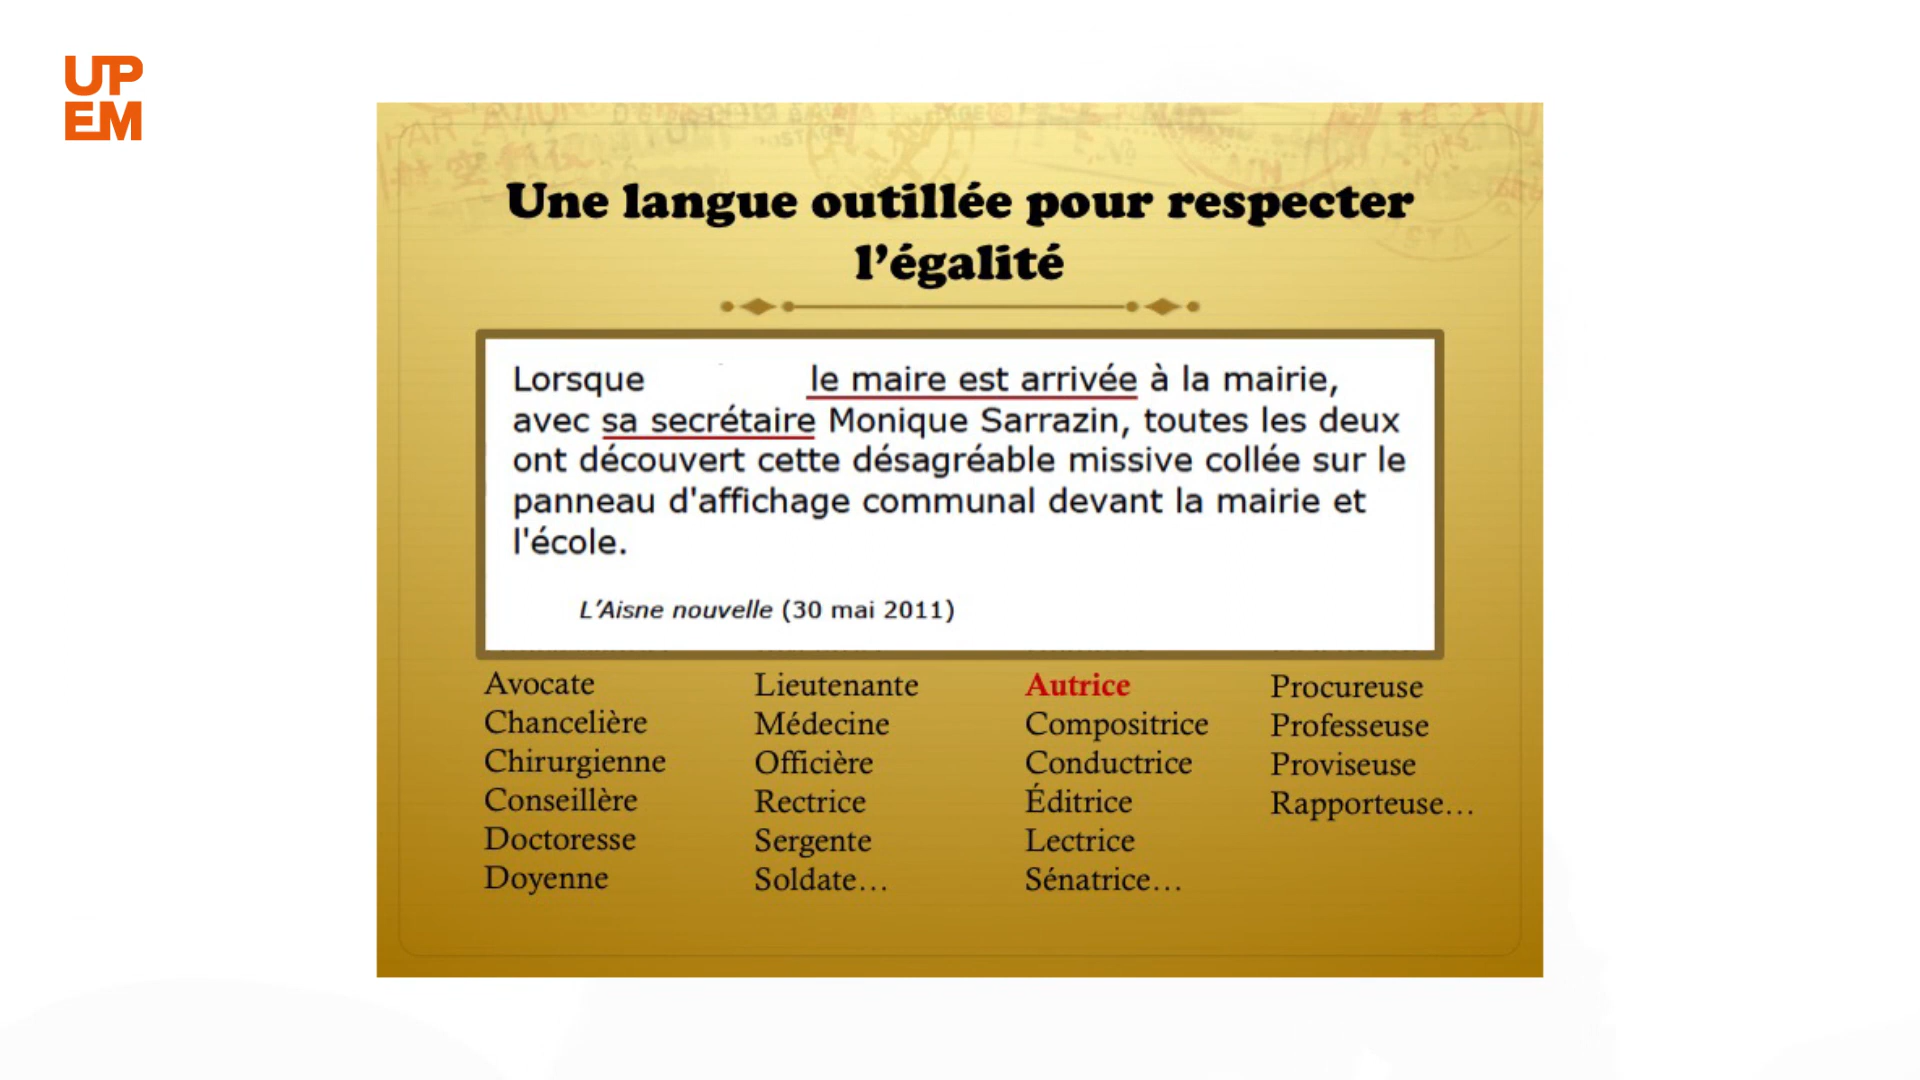 UP
EM
Une langue outillée pour respecter
l’égalité
Lorsque le maire est arrivée à la mairie,
avec sa secrétaire Monique Sarrazin, toutes les deux
ont découvert cette désagréable missive collée sur le
panneau d'affichage communal devant la mairie et
l'école.
L’Aisne nouvelle (30 mai 2011)
Avocate
Chancelière
Chirurgienne
Conseillère
Doctoresse
Doyenne
Lieutenante
Médecine
Officière
Rectrice
Sergente
Soldate…
Autrice
Compositrice
Conductrice
Éditrice
Lectrice
Sénatrice…
Procureuse
Professeuse
Proviseuse
Rapporteuse…